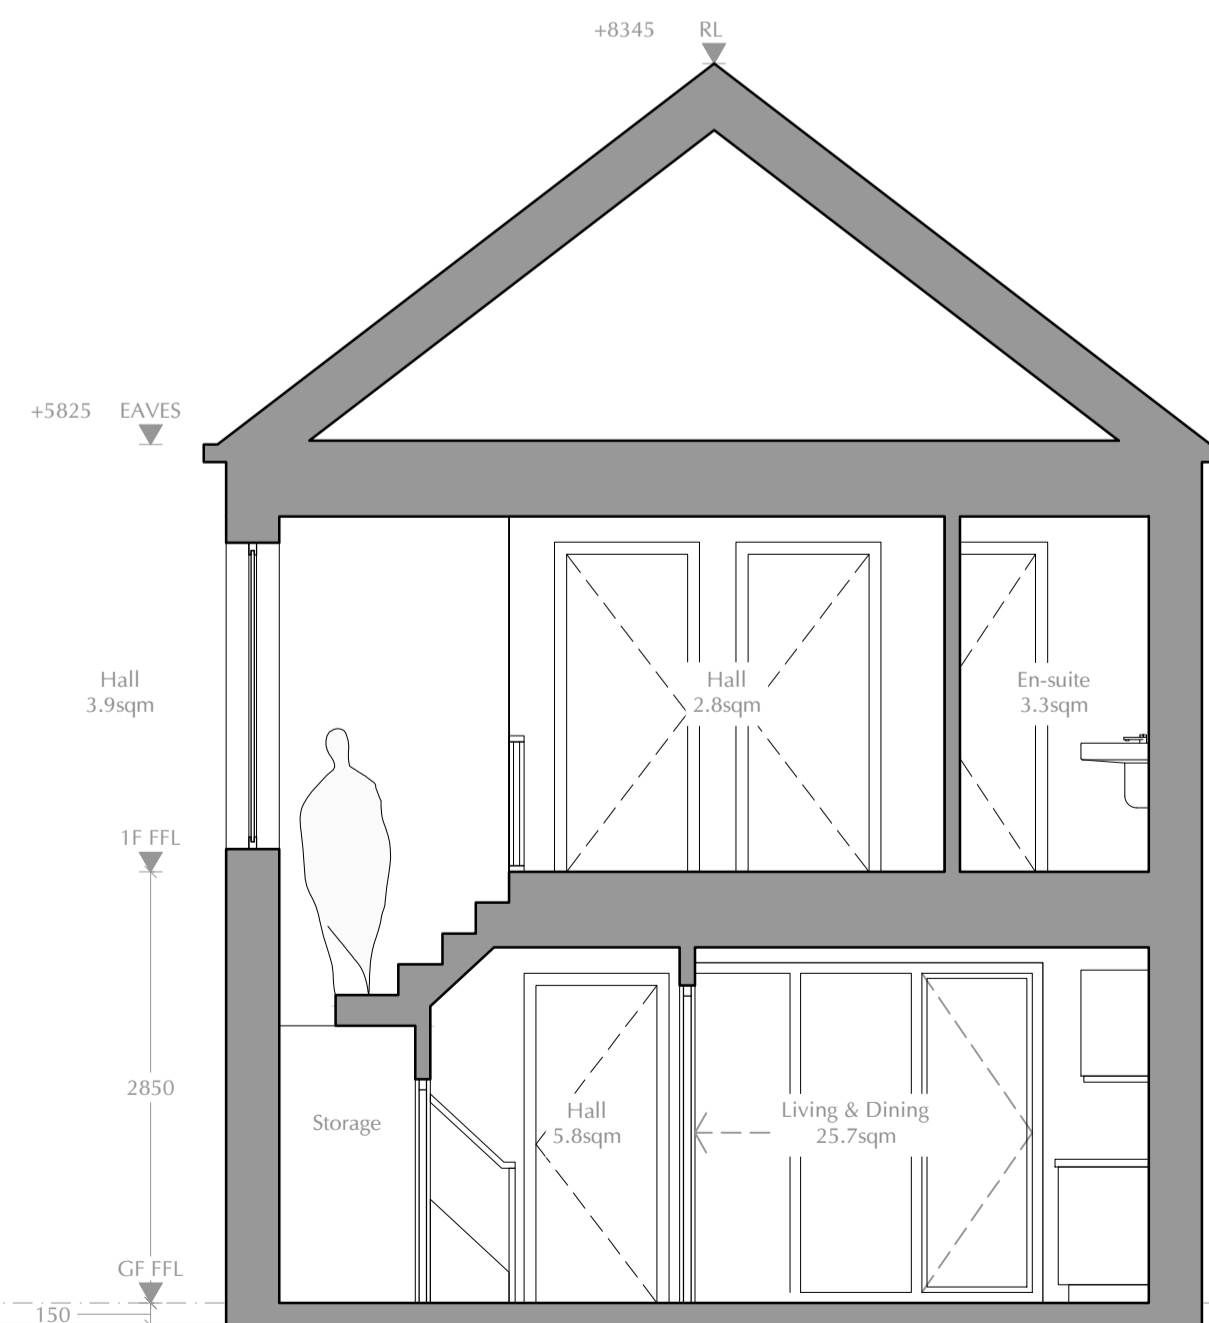 +8345 RL
+5825 EAVES
Hall
3.9sqm
Hall
2.8sqm
En-suite
3.3sqm
1F FFL
2850
Storage
Hall
5.8sqm
Living & Dining
25.7sqm
GF FFL
150